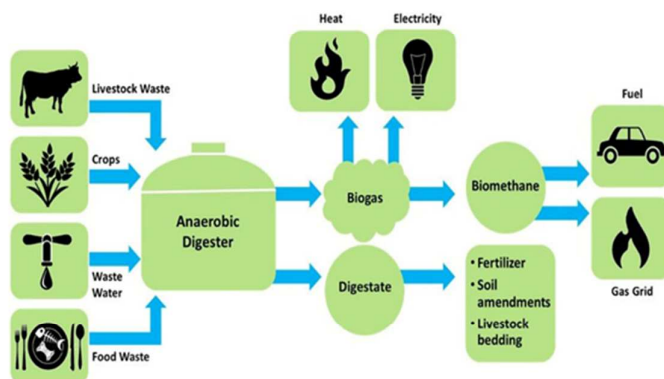 Heat
Electricity
Livestock Waste
Fuel
Crops
Anaerobic
Digester
Biogas
Biomethane
Waste
Water
Digestate
• Fertilizer
• Soil
amendments
• Livestock
bedding
Gas Grid
Food Waste